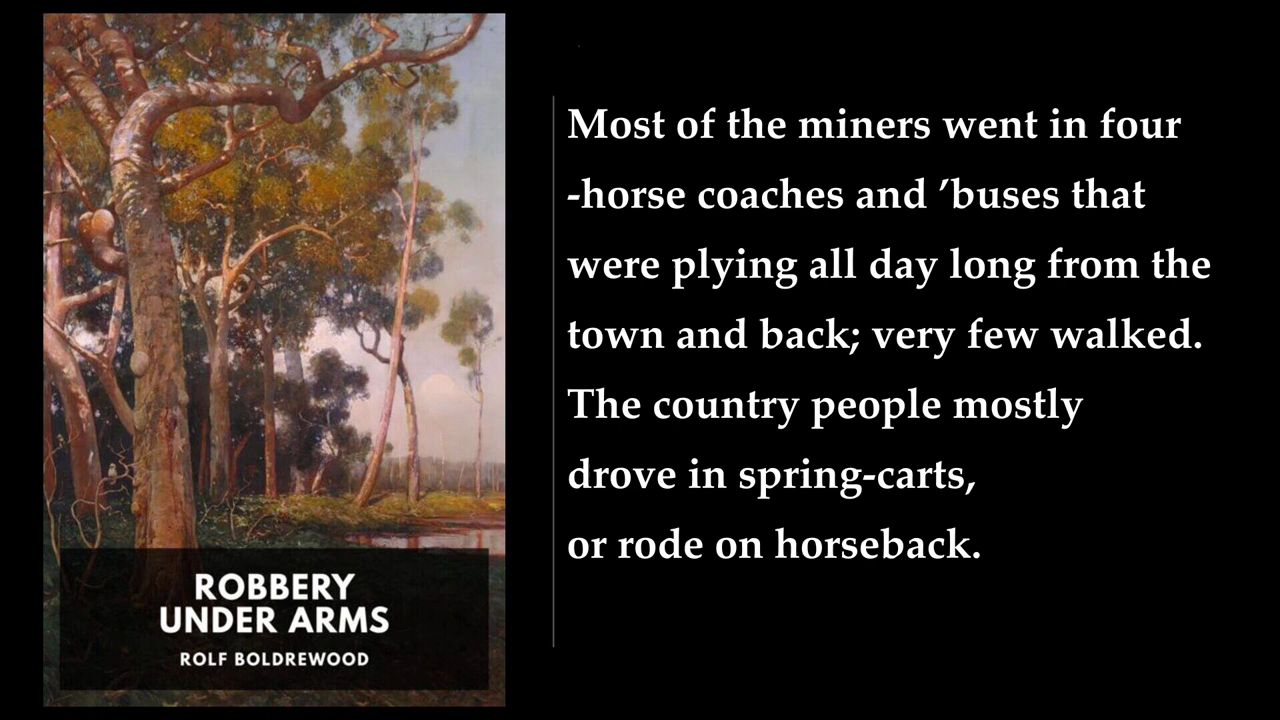 Most of the miners went in four
-horse coaches and ’buses that
were plying all day long from the
town and back; very few walked.
The country people mostly
drove in spring-carts,
or rode on horseback.
ROBBERY
UNDER ARMS
ROLF BOLDREWOOD